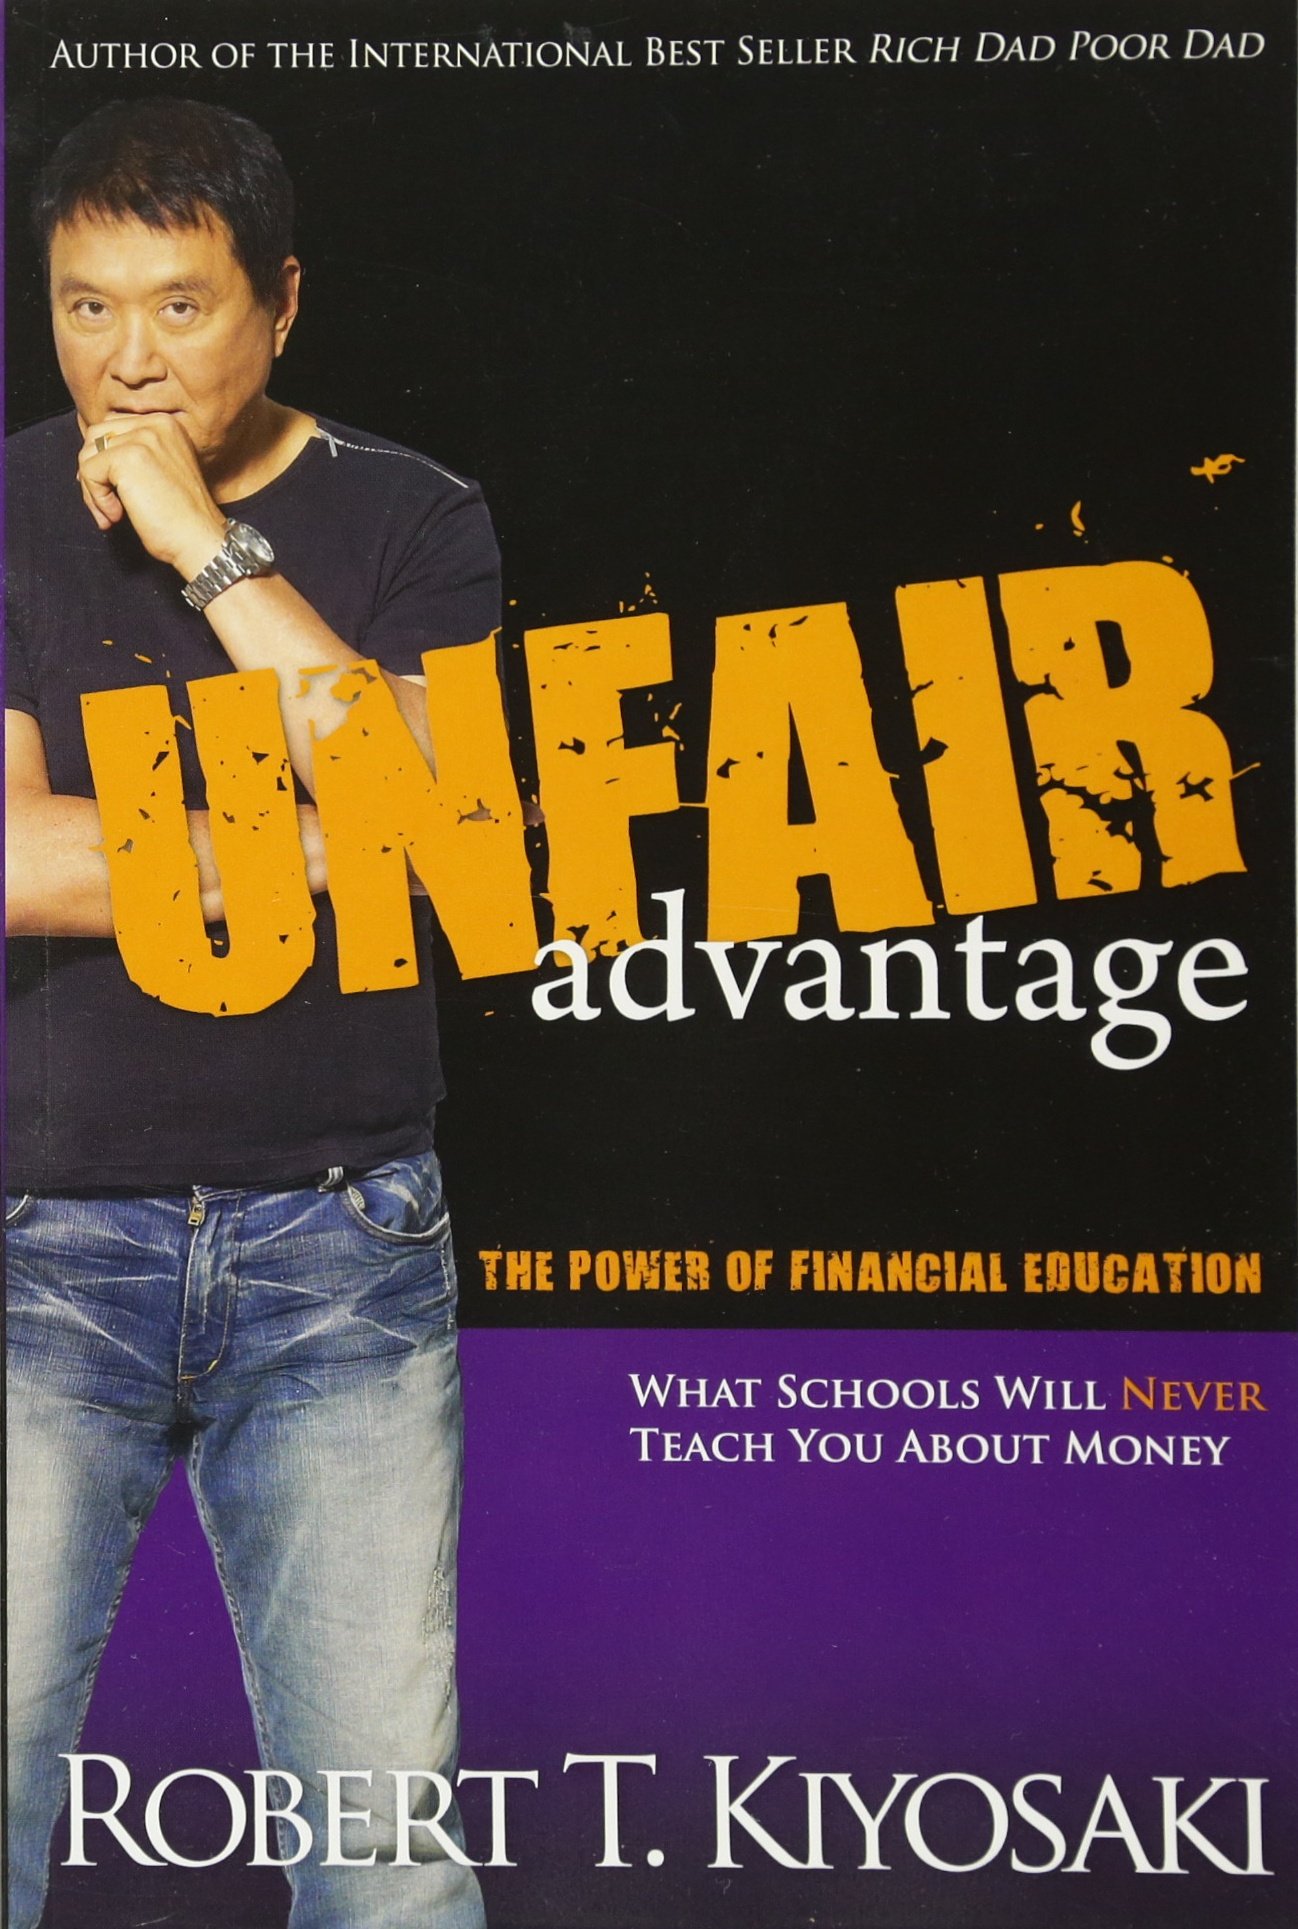 AUTHOR OF THE INTERNATIONAL BEST SELLER RICH DAD POOR DAD
UNFAIR
advantage
THE POWER OF FINANCIAL EDUCATION
WHAT SCHOOLS WILL NEVER
TEACH YOU ABOUT MONEY
ROBERT T. KIYOSAKI